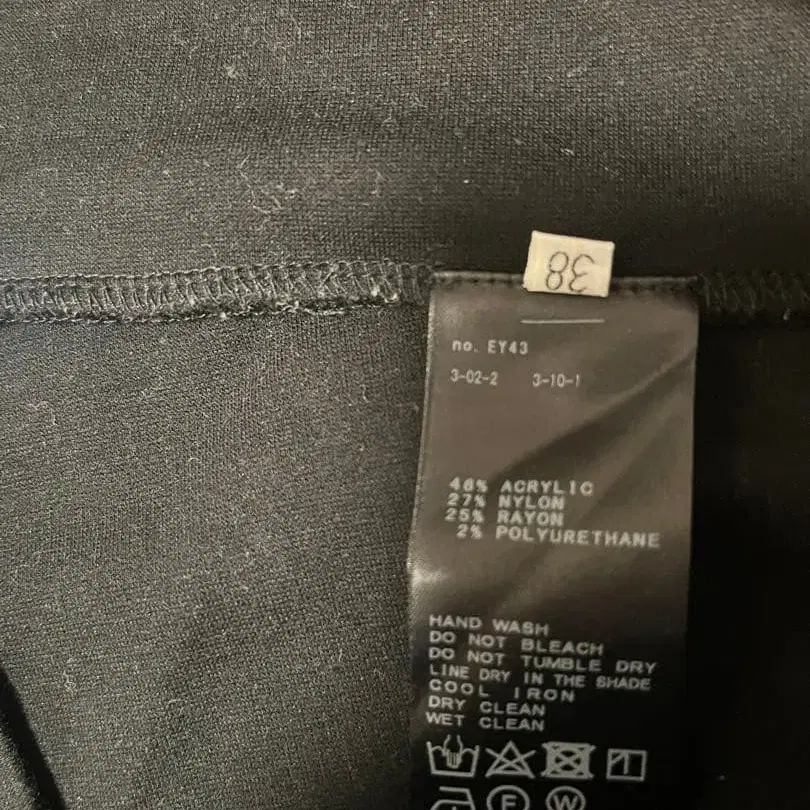 38
no. EY43
3-02-2 3-10-1
46% ACRYLIC
27% NYLON
25% RAYON
2% POLYURETHANE
HAND WASH
DO NOT BLEACH
DO NOT TUMBLE DRY
LINE DRY IN THE SHADE
COOL IRON
DRY CLEAN
WET CLEAN
F W